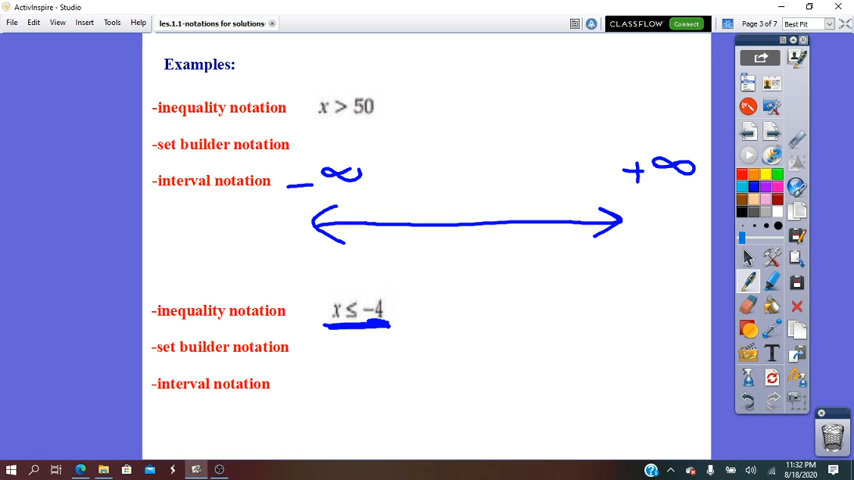 ActivInspire - Studio
File Edit View Insert Tools Help
les.1.1-notations for solutions-
CLASSFLOW Connect
Page 3 of 7
Best Fit
Examples:
-inequality notation x > 50
-set builder notation
-interval notation − ∞ + ∞
-inequality notation x ≤ −4
-set builder notation
-interval notation
11:32 PM
8/18/2020